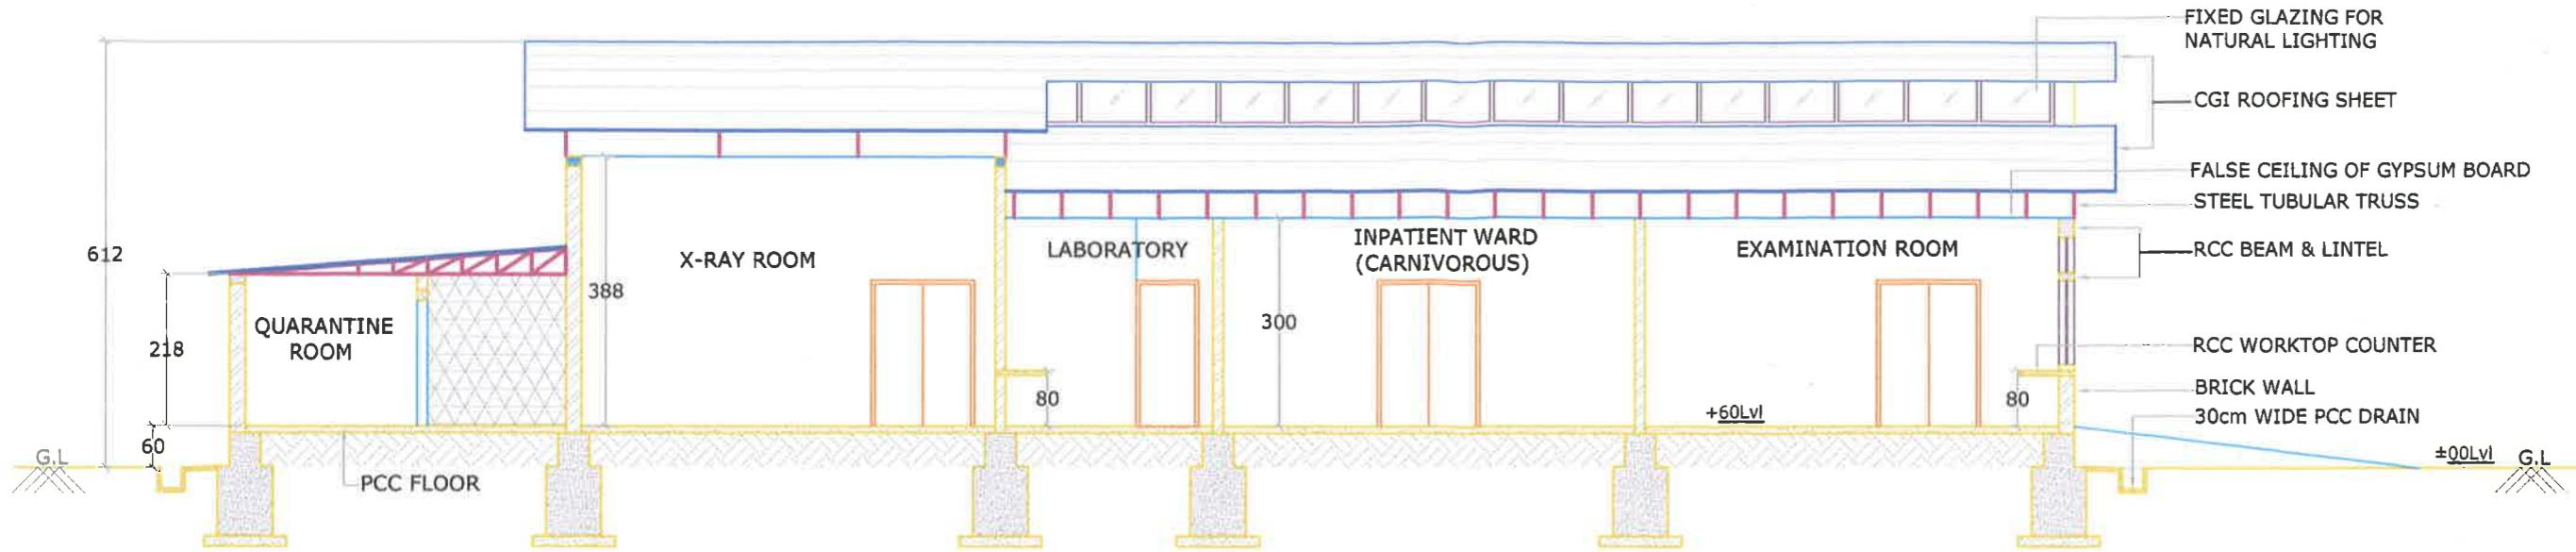 FIXED GLAZING FOR
NATURAL LIGHTING
CGI ROOFING SHEET
FALSE CEILING OF GYPSUM BOARD
STEEL TUBULAR TRUSS
RCC BEAM & LINTEL
RCC WORKTOP COUNTER
BRICK WALL
30cm WIDE PCC DRAIN
612
218
60
QUARANTINE
ROOM
X-RAY ROOM
388
LABORATORY
80
INPATIENT WARD
(CARNIVOROUS)
300
EXAMINATION ROOM
+60Lvl
80
G.L
PCC FLOOR
±00Lvl
G.L